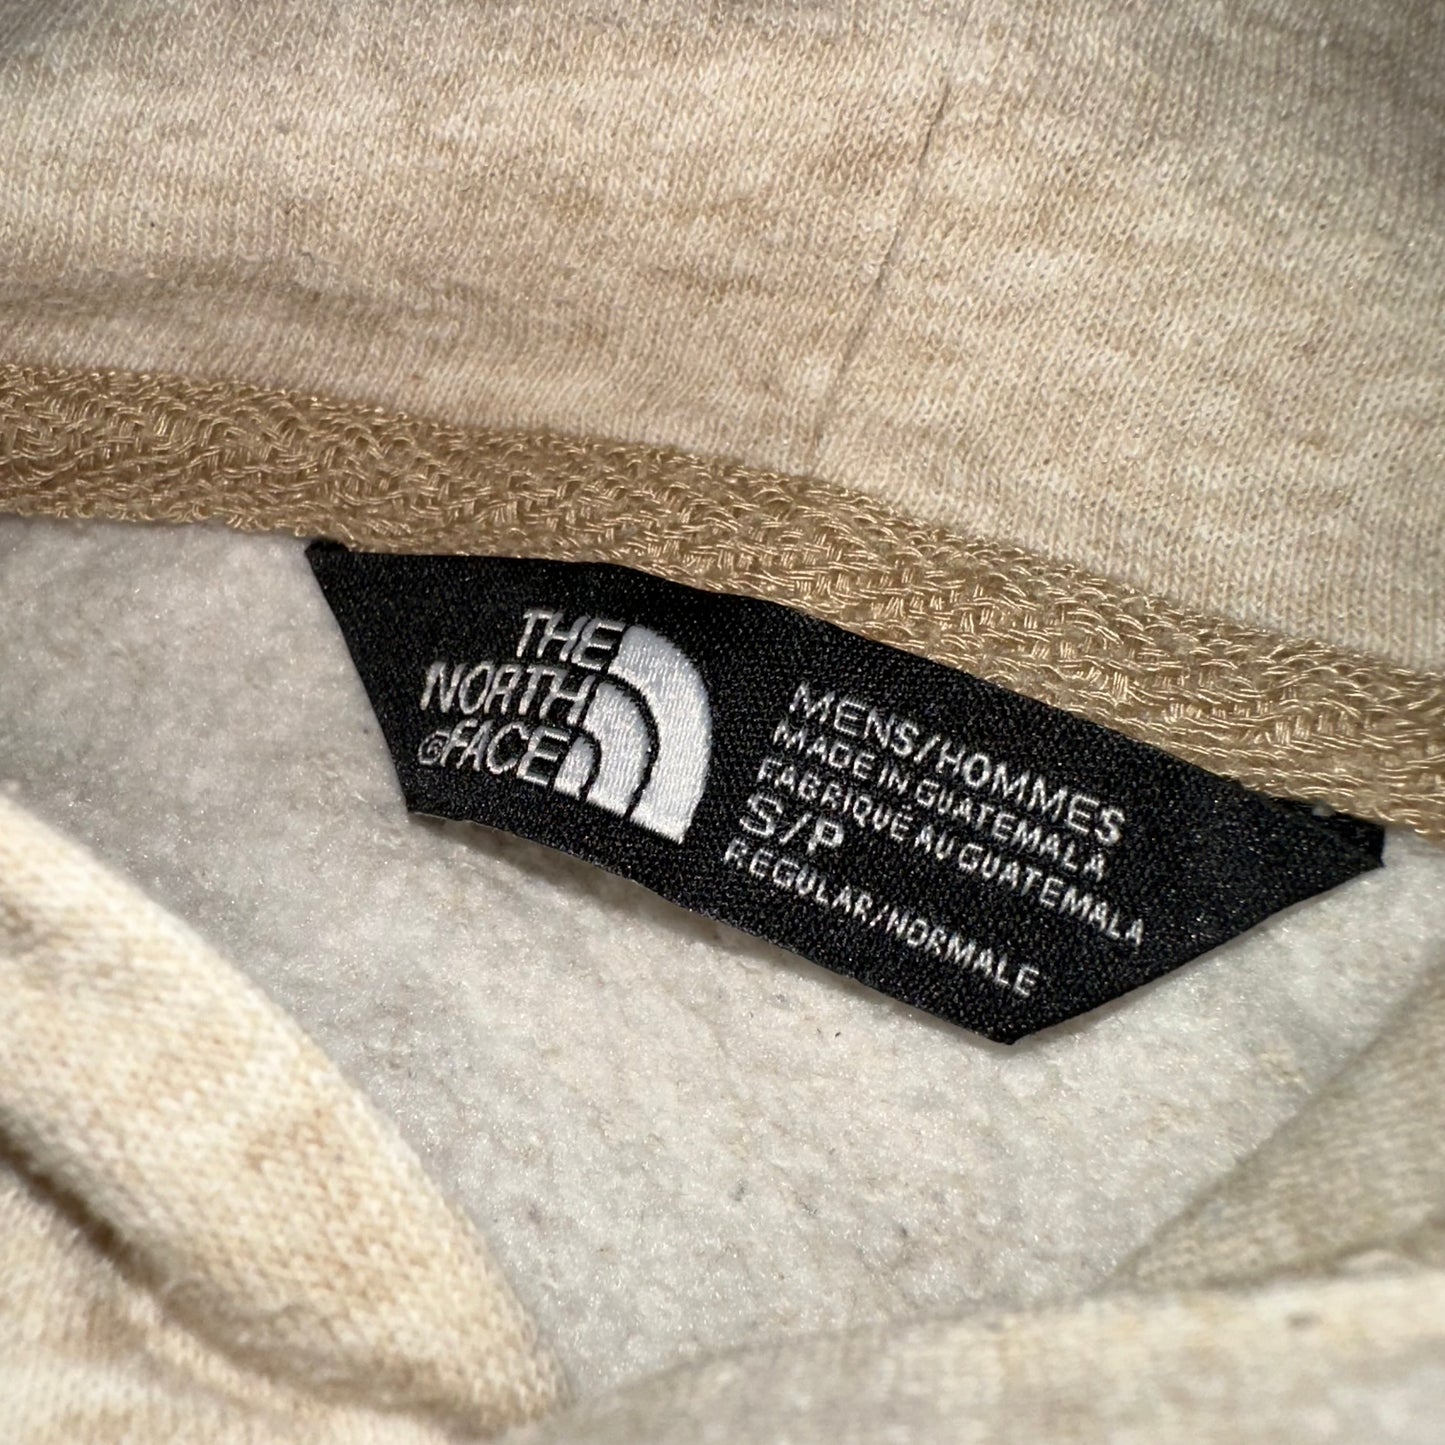 THE
NORTH
FACE
®
MENS/HOMMES
MADE IN GUATEMALA
FABRIQUÉ AU GUATEMALA
S/P
REGULAR/NORMALE